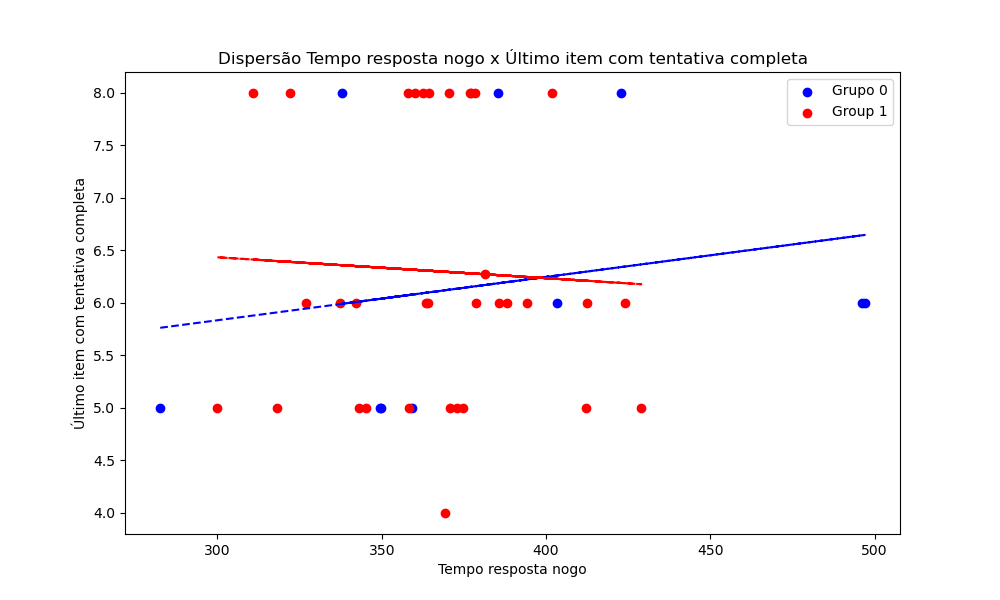 Dispersão Tempo resposta nogo x Último item com tentativa completa
Grupo 0
Group 1
Último item com tentativa completa
8.0
7.5
7.0
6.5
6.0
5.5
5.0
4.5
4.0
300
350
400
450
500
Tempo resposta nogo